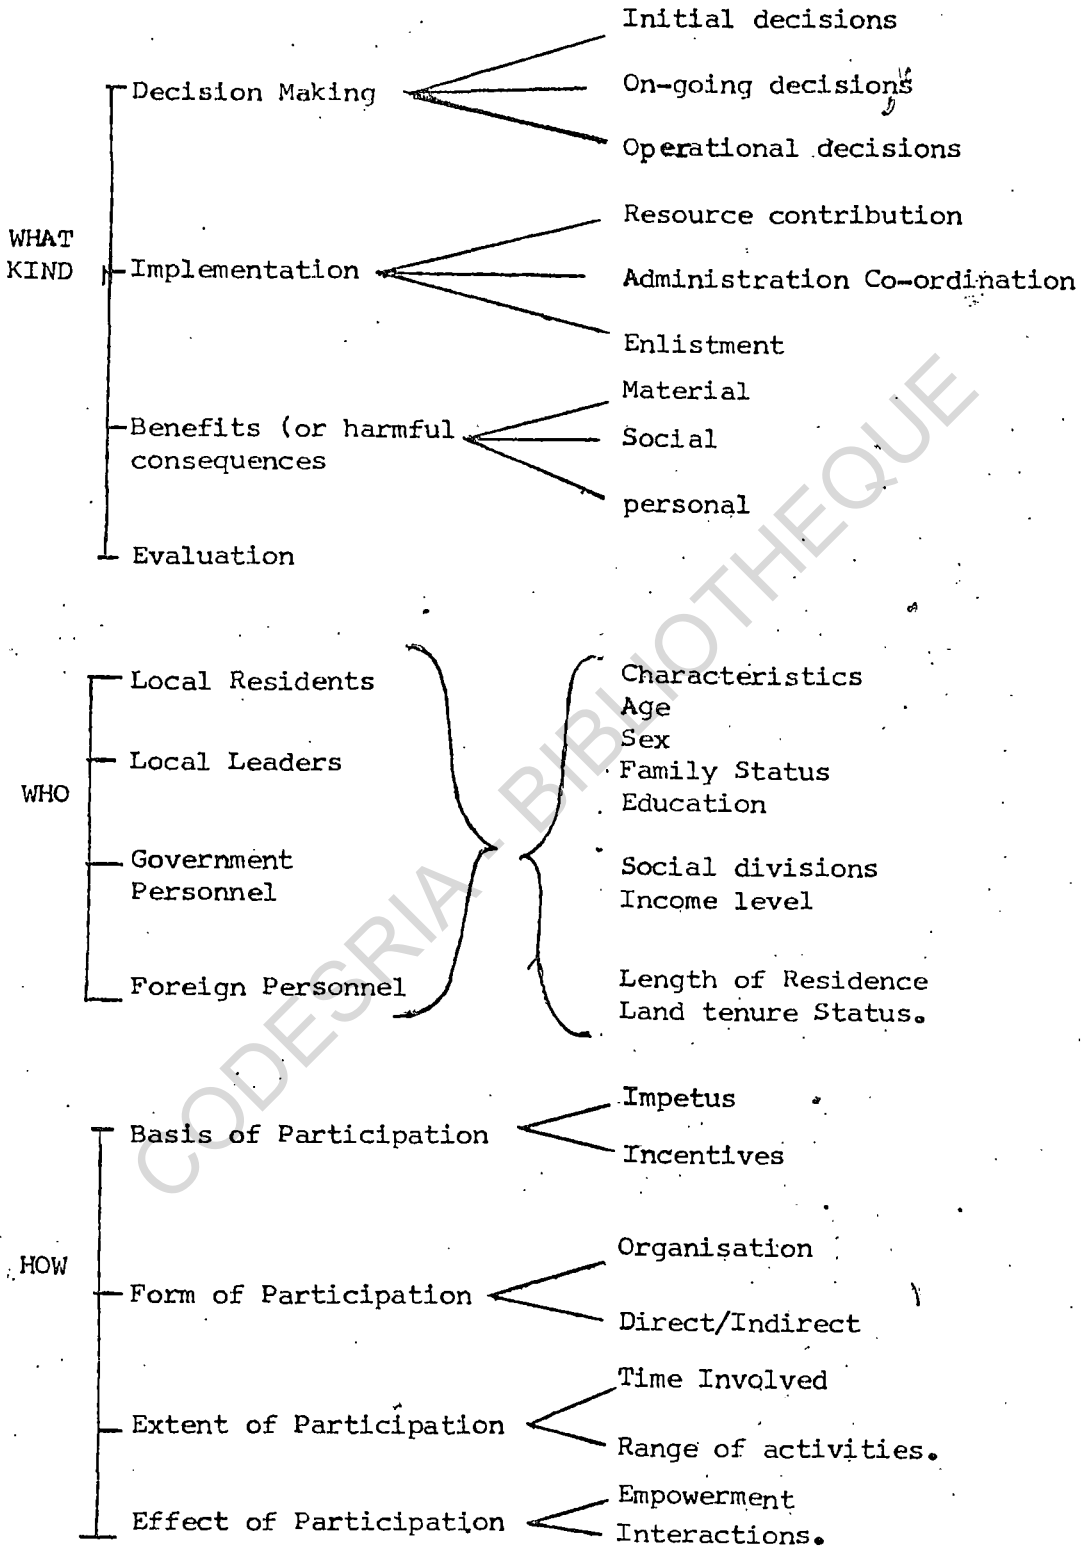 Initial decisions
Decision Making
On-going decisions
Operational decisions
WHAT
KIND
Resource contribution
Implementation
Administration Co-ordination
Enlistment
Benefits (or harmful
consequences
Material
Social
personal
Evaluation
WHO
Local Residents
Local Leaders
Government
Personnel
Foreign Personnel
Characteristics
Age
Sex
Family Status
Education
Social divisions
Income level
Length of Residence
Land tenure Status.
HOW
Basis of Participation
Impetus
Incentives
Form of Participation
Organisation
Direct/Indirect
Extent of Participation
Time Involved
Range of activities.
Effect of Participation
Empowerment
Interactions.
CODESRIA - BIBLIOTHEQUE